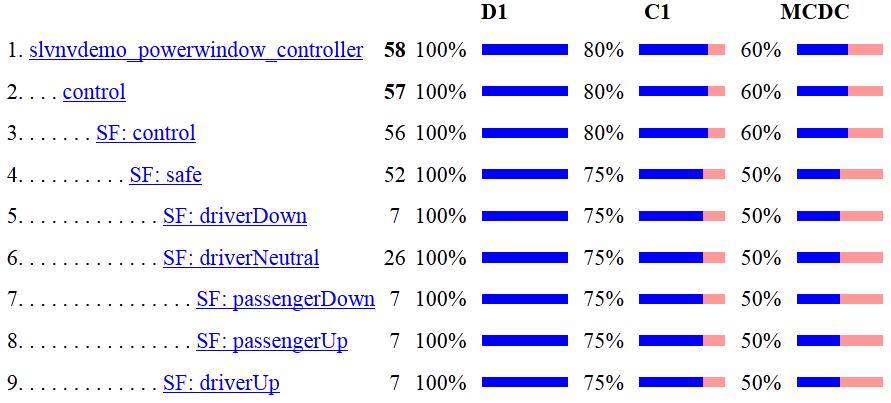 D1 C1 MCDC
1. slvnvdemo_powerwindow_controller 58 100% 80% 60%
2. . . . control 57 100% 80% 60%
3. . . . . . . SF: control 56 100% 80% 60%
4. . . . . . . . . . SF: safe 52 100% 75% 50%
5. . . . . . . . . . . . . SF: driverDown 7 100% 75% 50%
6. . . . . . . . . . . . . SF: driverNeutral 26 100% 75% 50%
7. . . . . . . . . . . . . . . . SF: passengerDown 7 100% 75% 50%
8. . . . . . . . . . . . . . . . SF: passengerUp 7 100% 75% 50%
9. . . . . . . . . . . . . SF: driverUp 7 100% 75% 50%